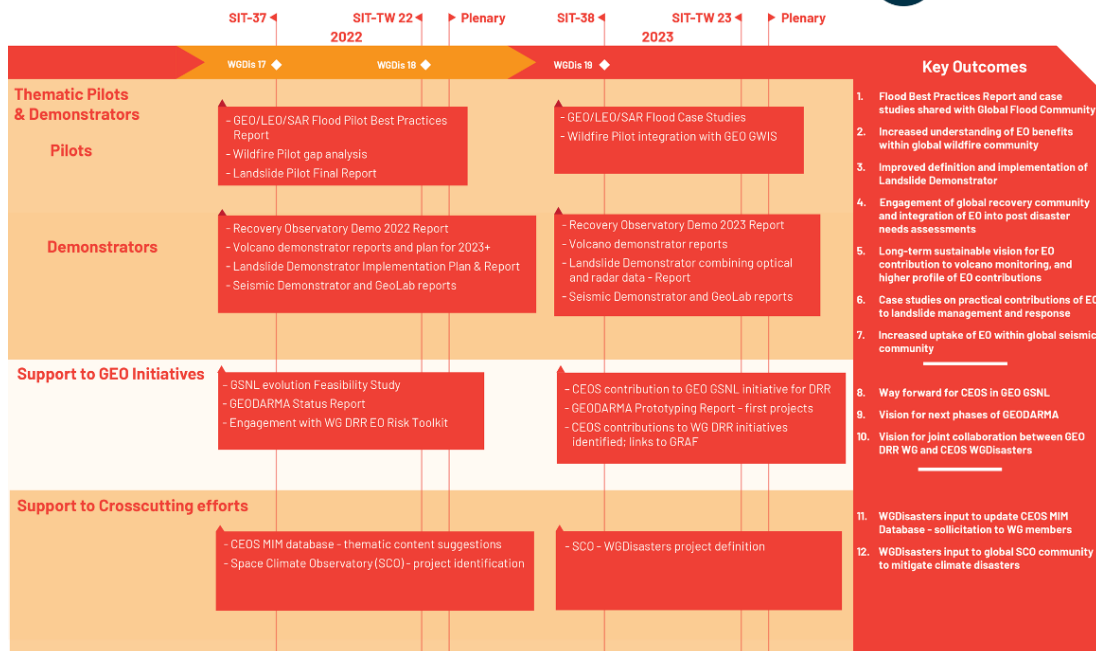 SIT-37
SIT-TW 22
Plenary
SIT-38
SIT-TW 23
Plenary
2022
2023
WGDis 17
WGDis 18
WGDis 19
Thematic Pilots
& Demonstrators
Pilots
- GEO/LEO/SAR Flood Pilot Best Practices
Report
- Wildfire Pilot gap analysis
- Landslide Pilot Final Report
- GEO/LEO/SAR Flood Case Studies
- Wildfire Pilot integration with GEO GWIS
Demonstrators
- Recovery Observatory Demo 2022 Report
- Volcano demonstrator reports and plan for 2023+
- Landslide Demonstrator Implementation Plan & Report
- Seismic Demonstrator and GeoLab reports
- Recovery Observatory Demo 2023 Report
- Volcano demonstrator reports
- Landslide Demonstrator combining optical
and radar data - Report
- Seismic Demonstrator and GeoLab reports
Support to GEO Initiatives
- GSNL evolution Feasibility Study
- GEODARMA Status Report
- Engagement with WG DRR EO Risk Toolkit
- CEOS contribution to GEO GSNL initiative for DRR
- GEODARMA Prototyping Report - first projects
- CEOS contributions to WG DRR initiatives
identified; links to GRAF
Support to Crosscutting efforts
- CEOS MIM database - thematic content suggestions
- Space Climate Observatory (SCO) - project identification
- SCO - WGDisasters project definition
Key Outcomes
1. Flood Best Practices Report and case
studies shared with Global Flood Community
2. Increased understanding of EO benefits
within global wildfire community
3. Improved definition and implementation of
Landslide Demonstrator
4. Engagement of global recovery community
and integration of EO into post disaster
needs assessments
5. Long-term sustainable vision for EO
contribution to volcano monitoring, and
higher profile of EO contributions
6. Case studies on practical contributions of EO
to landslide management and response
7. Increased uptake of EO within global seismic
community
8. Way forward for CEOS in GEO GSNL
9. Vision for next phases of GEODARMA
10. Vision for joint collaboration between GEO
DRR WG and CEOS WGDisasters
11. WGDisasters input to update CEOS MIM
Database - sollicitation to WG members
12. WGDisasters input to global SCO community
to mitigate climate disasters